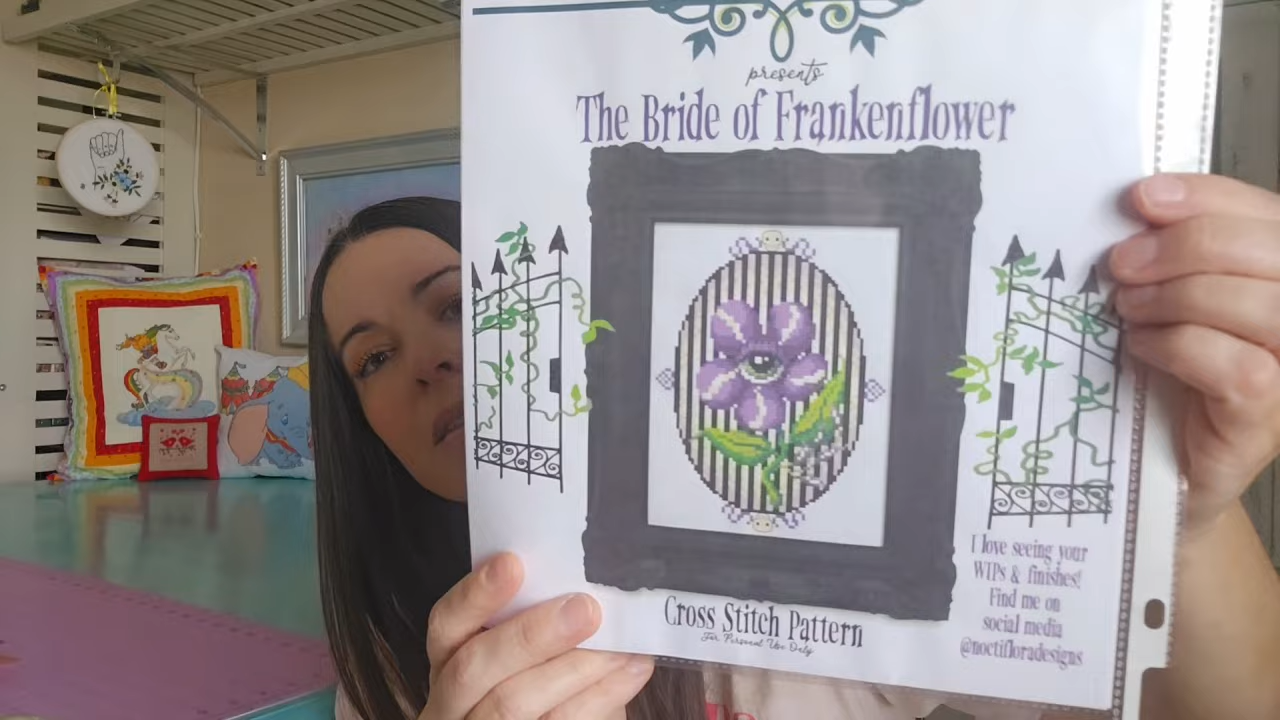 presents
The Bride of Frankenflower
I love seeing your
WIPs & finishes!
Find me on
social media
@noctifloradesigns
Cross Stitch Pattern
For Personal Use Only